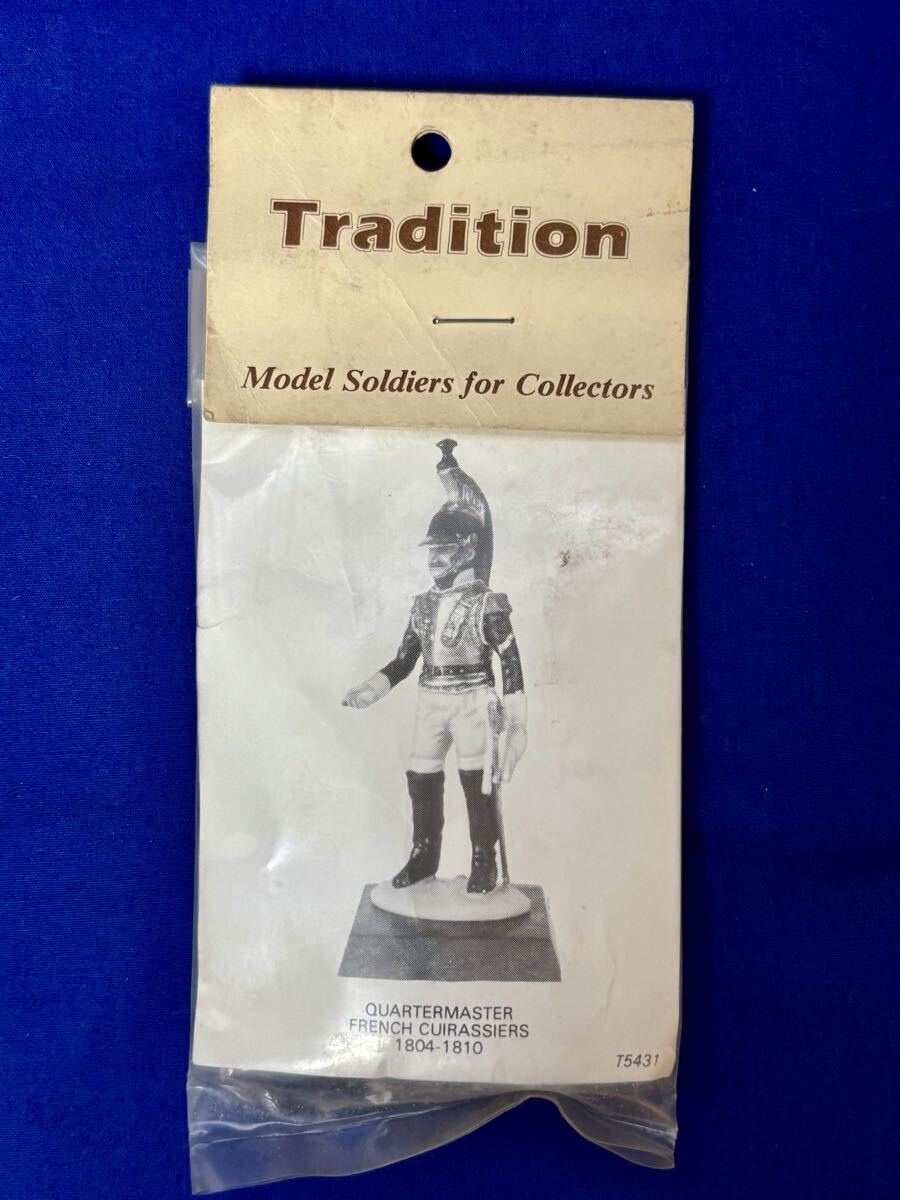 Tradition
Model Soldiers for Collectors
QUARTERMASTER
FRENCH CUIRASSIERS
1804-1810
T5431